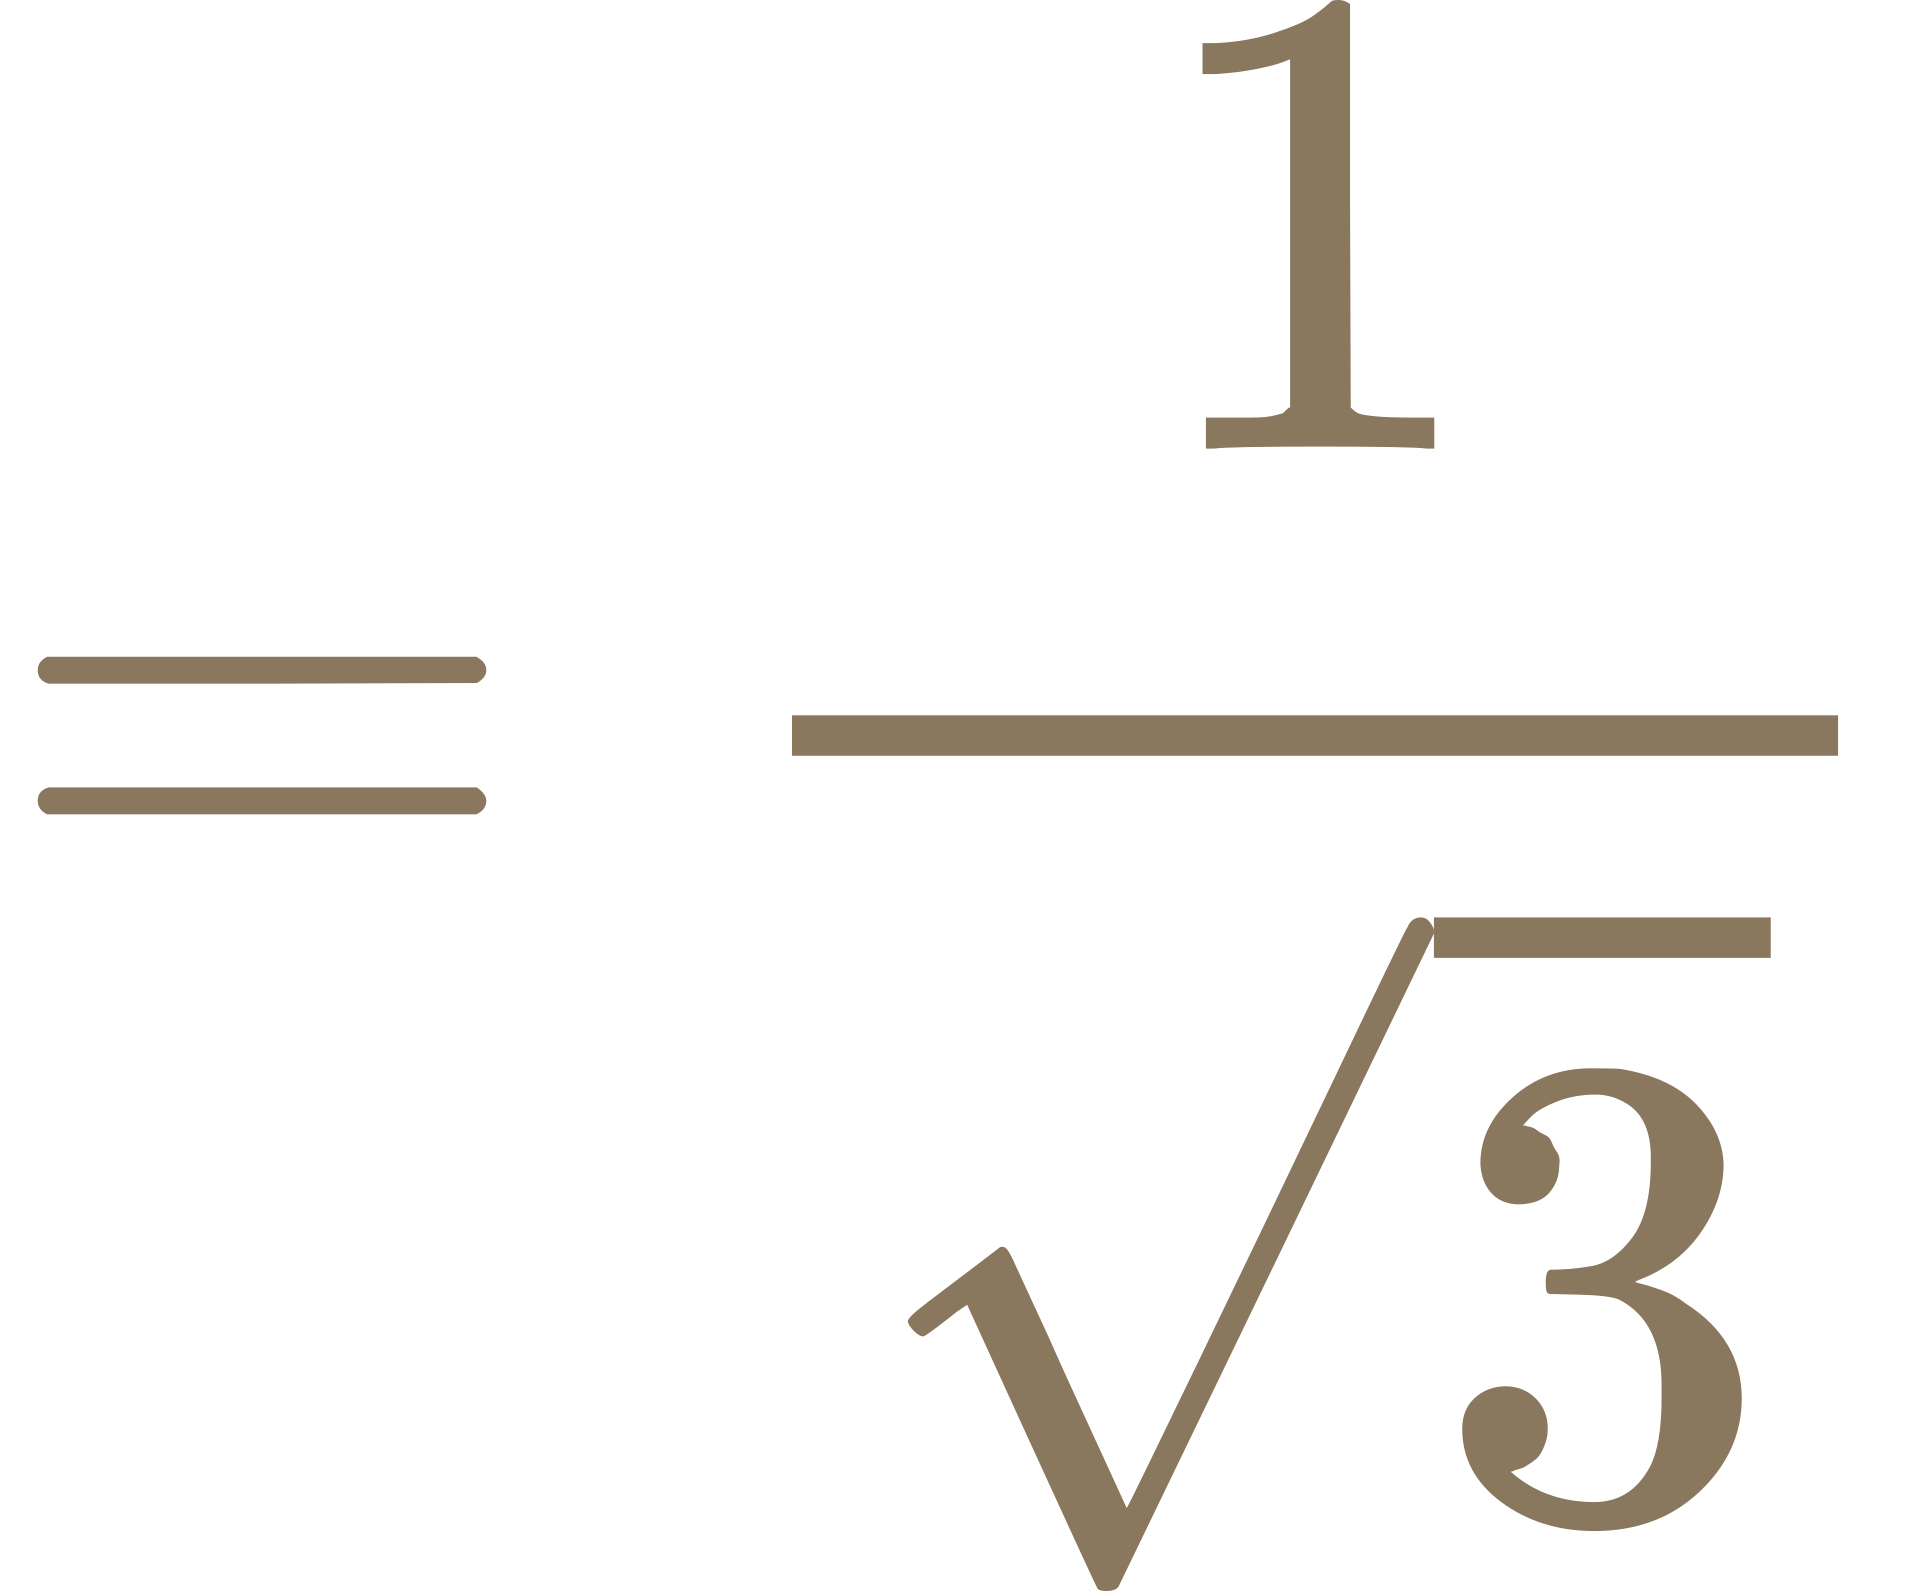 = 1/√3